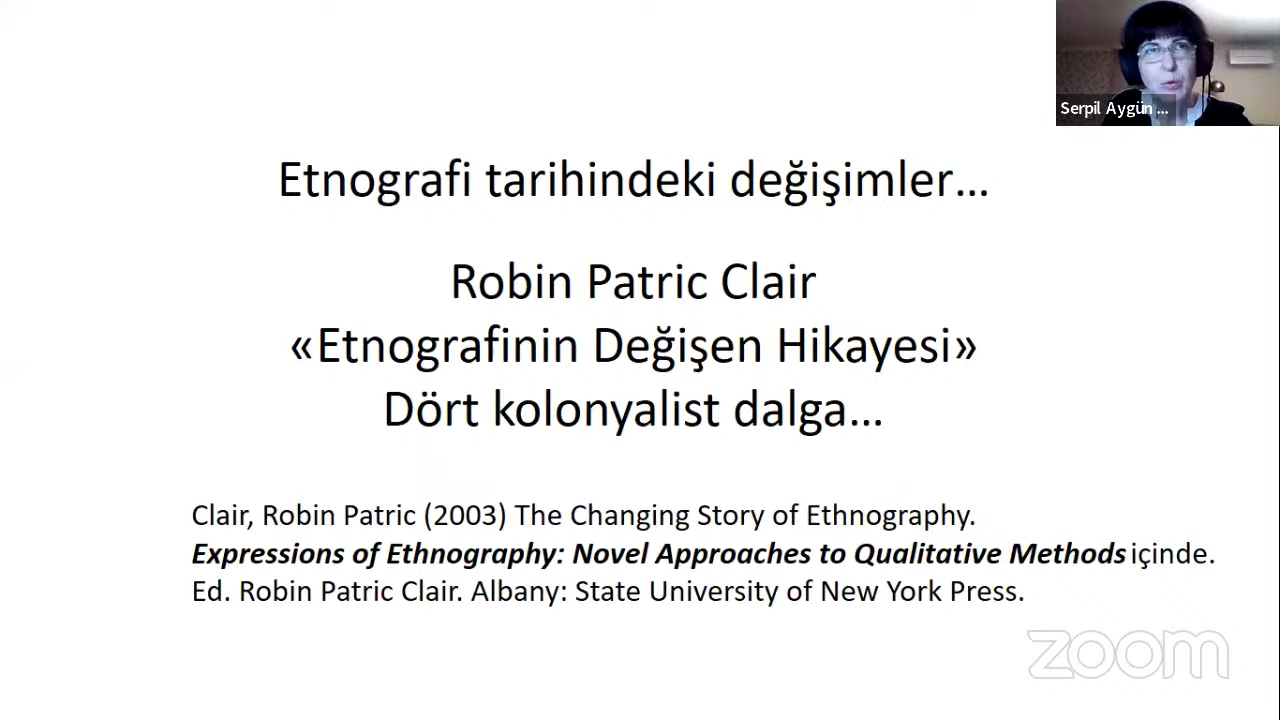 Serpil Aygün ...
Etnografi tarihindeki değişimler...
Robin Patric Clair
«Etnografinin Değişen Hikayesi»
Dört kolonyalist dalga...
Clair, Robin Patric (2003) The Changing Story of Ethnography.
Expressions of Ethnography: Novel Approaches to Qualitative Methods içinde.
Ed. Robin Patric Clair. Albany: State University of New York Press.
zoom